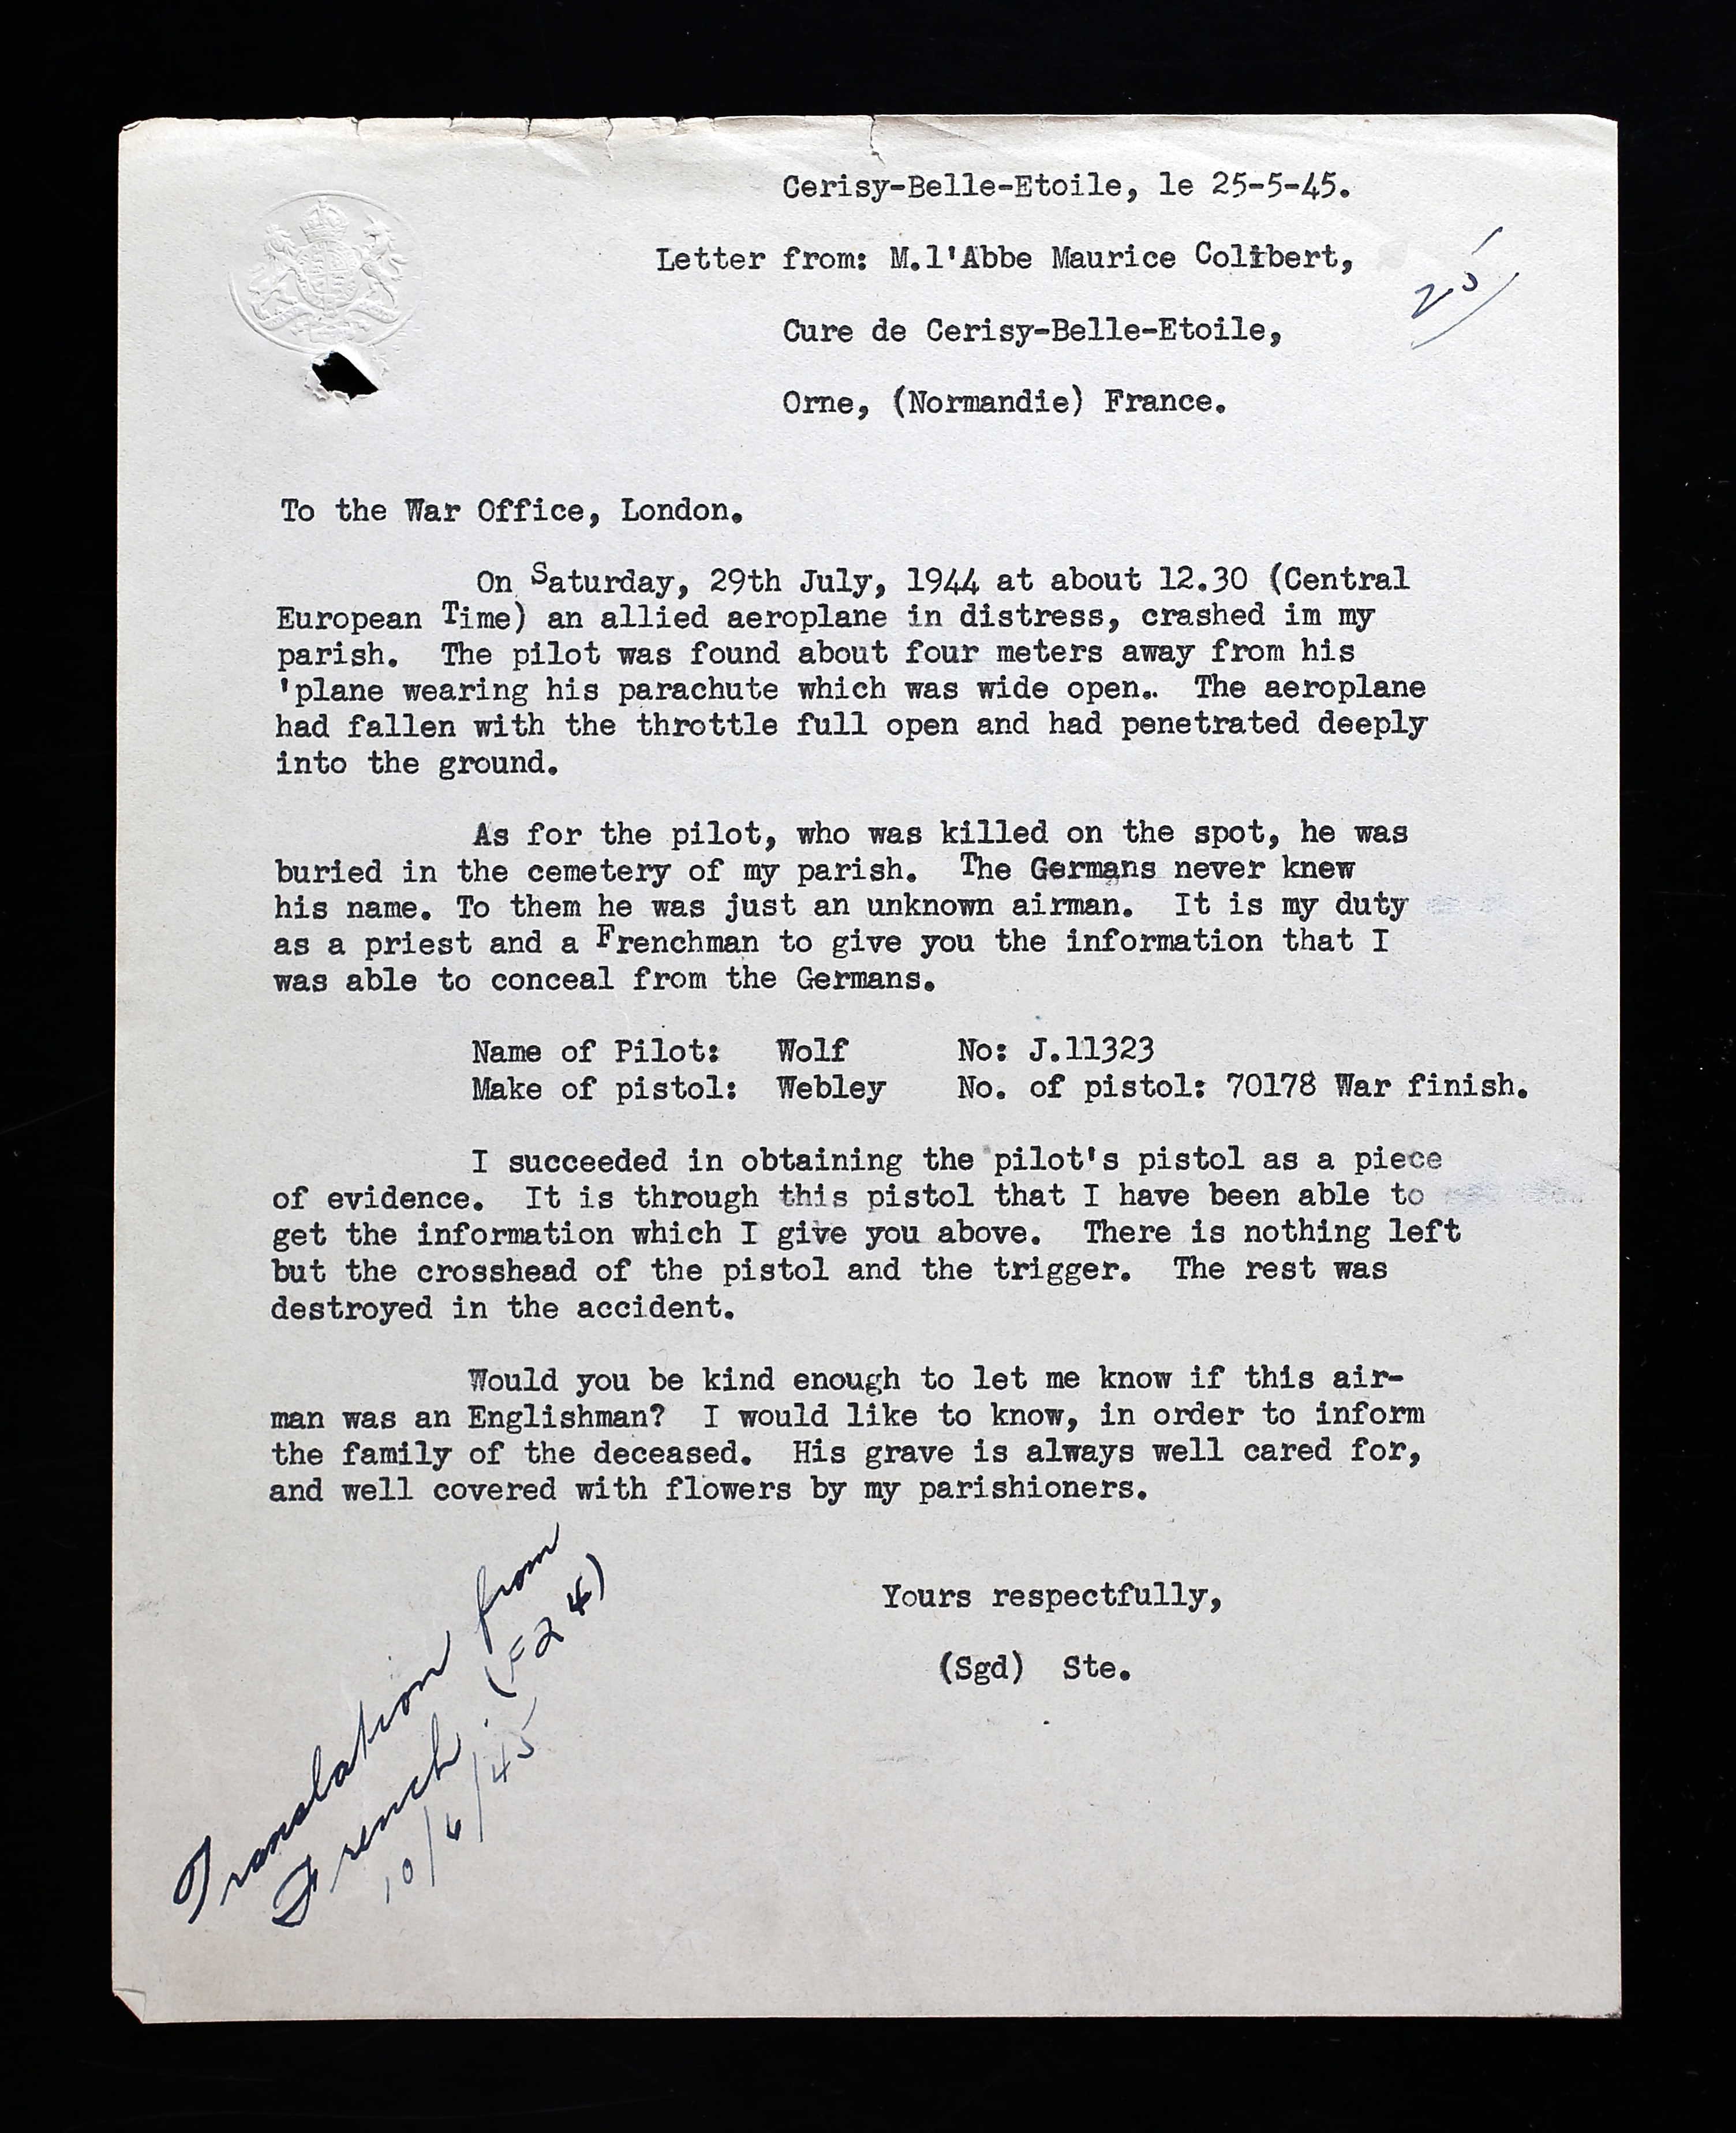 Cerisy-Belle-Etoile, le 25-5-45.
Letter from: M.l'Abbe Maurice Colibert,
25
Cure de Cerisy-Belle-Etoile,
Orne, (Normandie) France.
To the War Office, London.
On Saturday, 29th July, 1944 at about 12.30 (Central
European Time) an allied aeroplane in distress, crashed im my
parish. The pilot was found about four meters away from his
'plane wearing his parachute which was wide open.. The aeroplane
had fallen with the throttle full open and had penetrated deeply
into the ground.
As for the pilot, who was killed on the spot, he was
buried in the cemetery of my parish. The Germans never knew
his name. To them he was just an unknown airman. It is my duty
as a priest and a Frenchman to give you the information that I
was able to conceal from the Germans.
Name of Pilot: Wolf No: J.11323
Make of pistol: Webley No. of pistol: 70178 War finish.
I succeeded in obtaining the pilot's pistol as a piece
of evidence. It is through this pistol that I have been able to
get the information which I give you above. There is nothing left
but the crosshead of the pistol and the trigger. The rest was
destroyed in the accident.
Would you be kind enough to let me know if this air-
man was an Englishman? I would like to know, in order to inform
the family of the deceased. His grave is always well cared for,
and well covered with flowers by my parishioners.
Yours respectfully,
(Sgd) Ste.
Translation from
French. (F24)
10/6/45